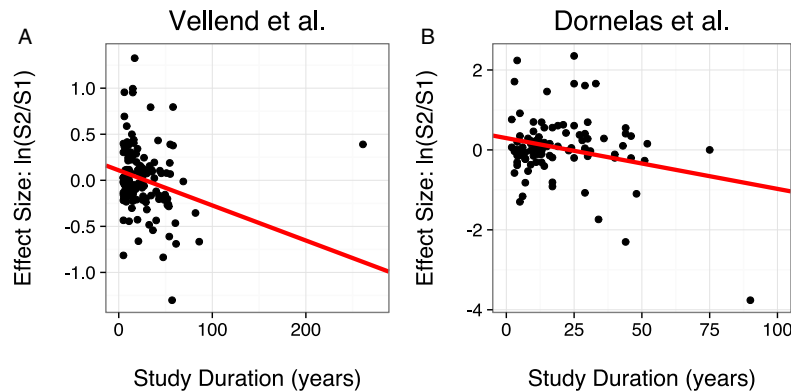 A
Vellend et al.
Effect Size: ln(S2/S1)
1.0
0.5
0.0
-0.5
-1.0
0
100
200
Study Duration (years)
B
Dornelas et al.
Effect Size: ln(S2/S1)
2
0
-2
-4
0
25
50
75
100
Study Duration (years)